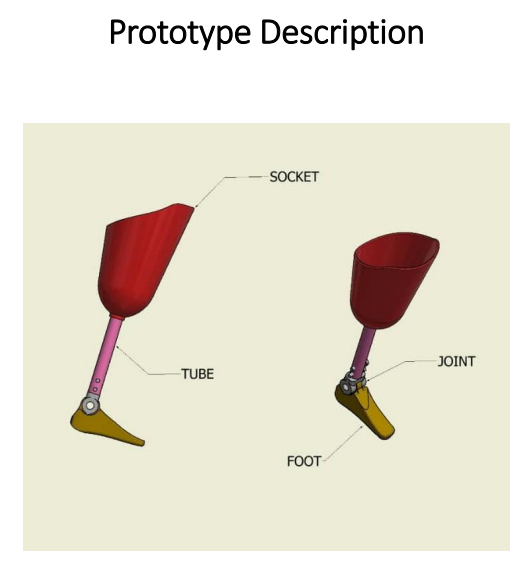 Prototype Description
SOCKET
JOINT
TUBE
FOOT